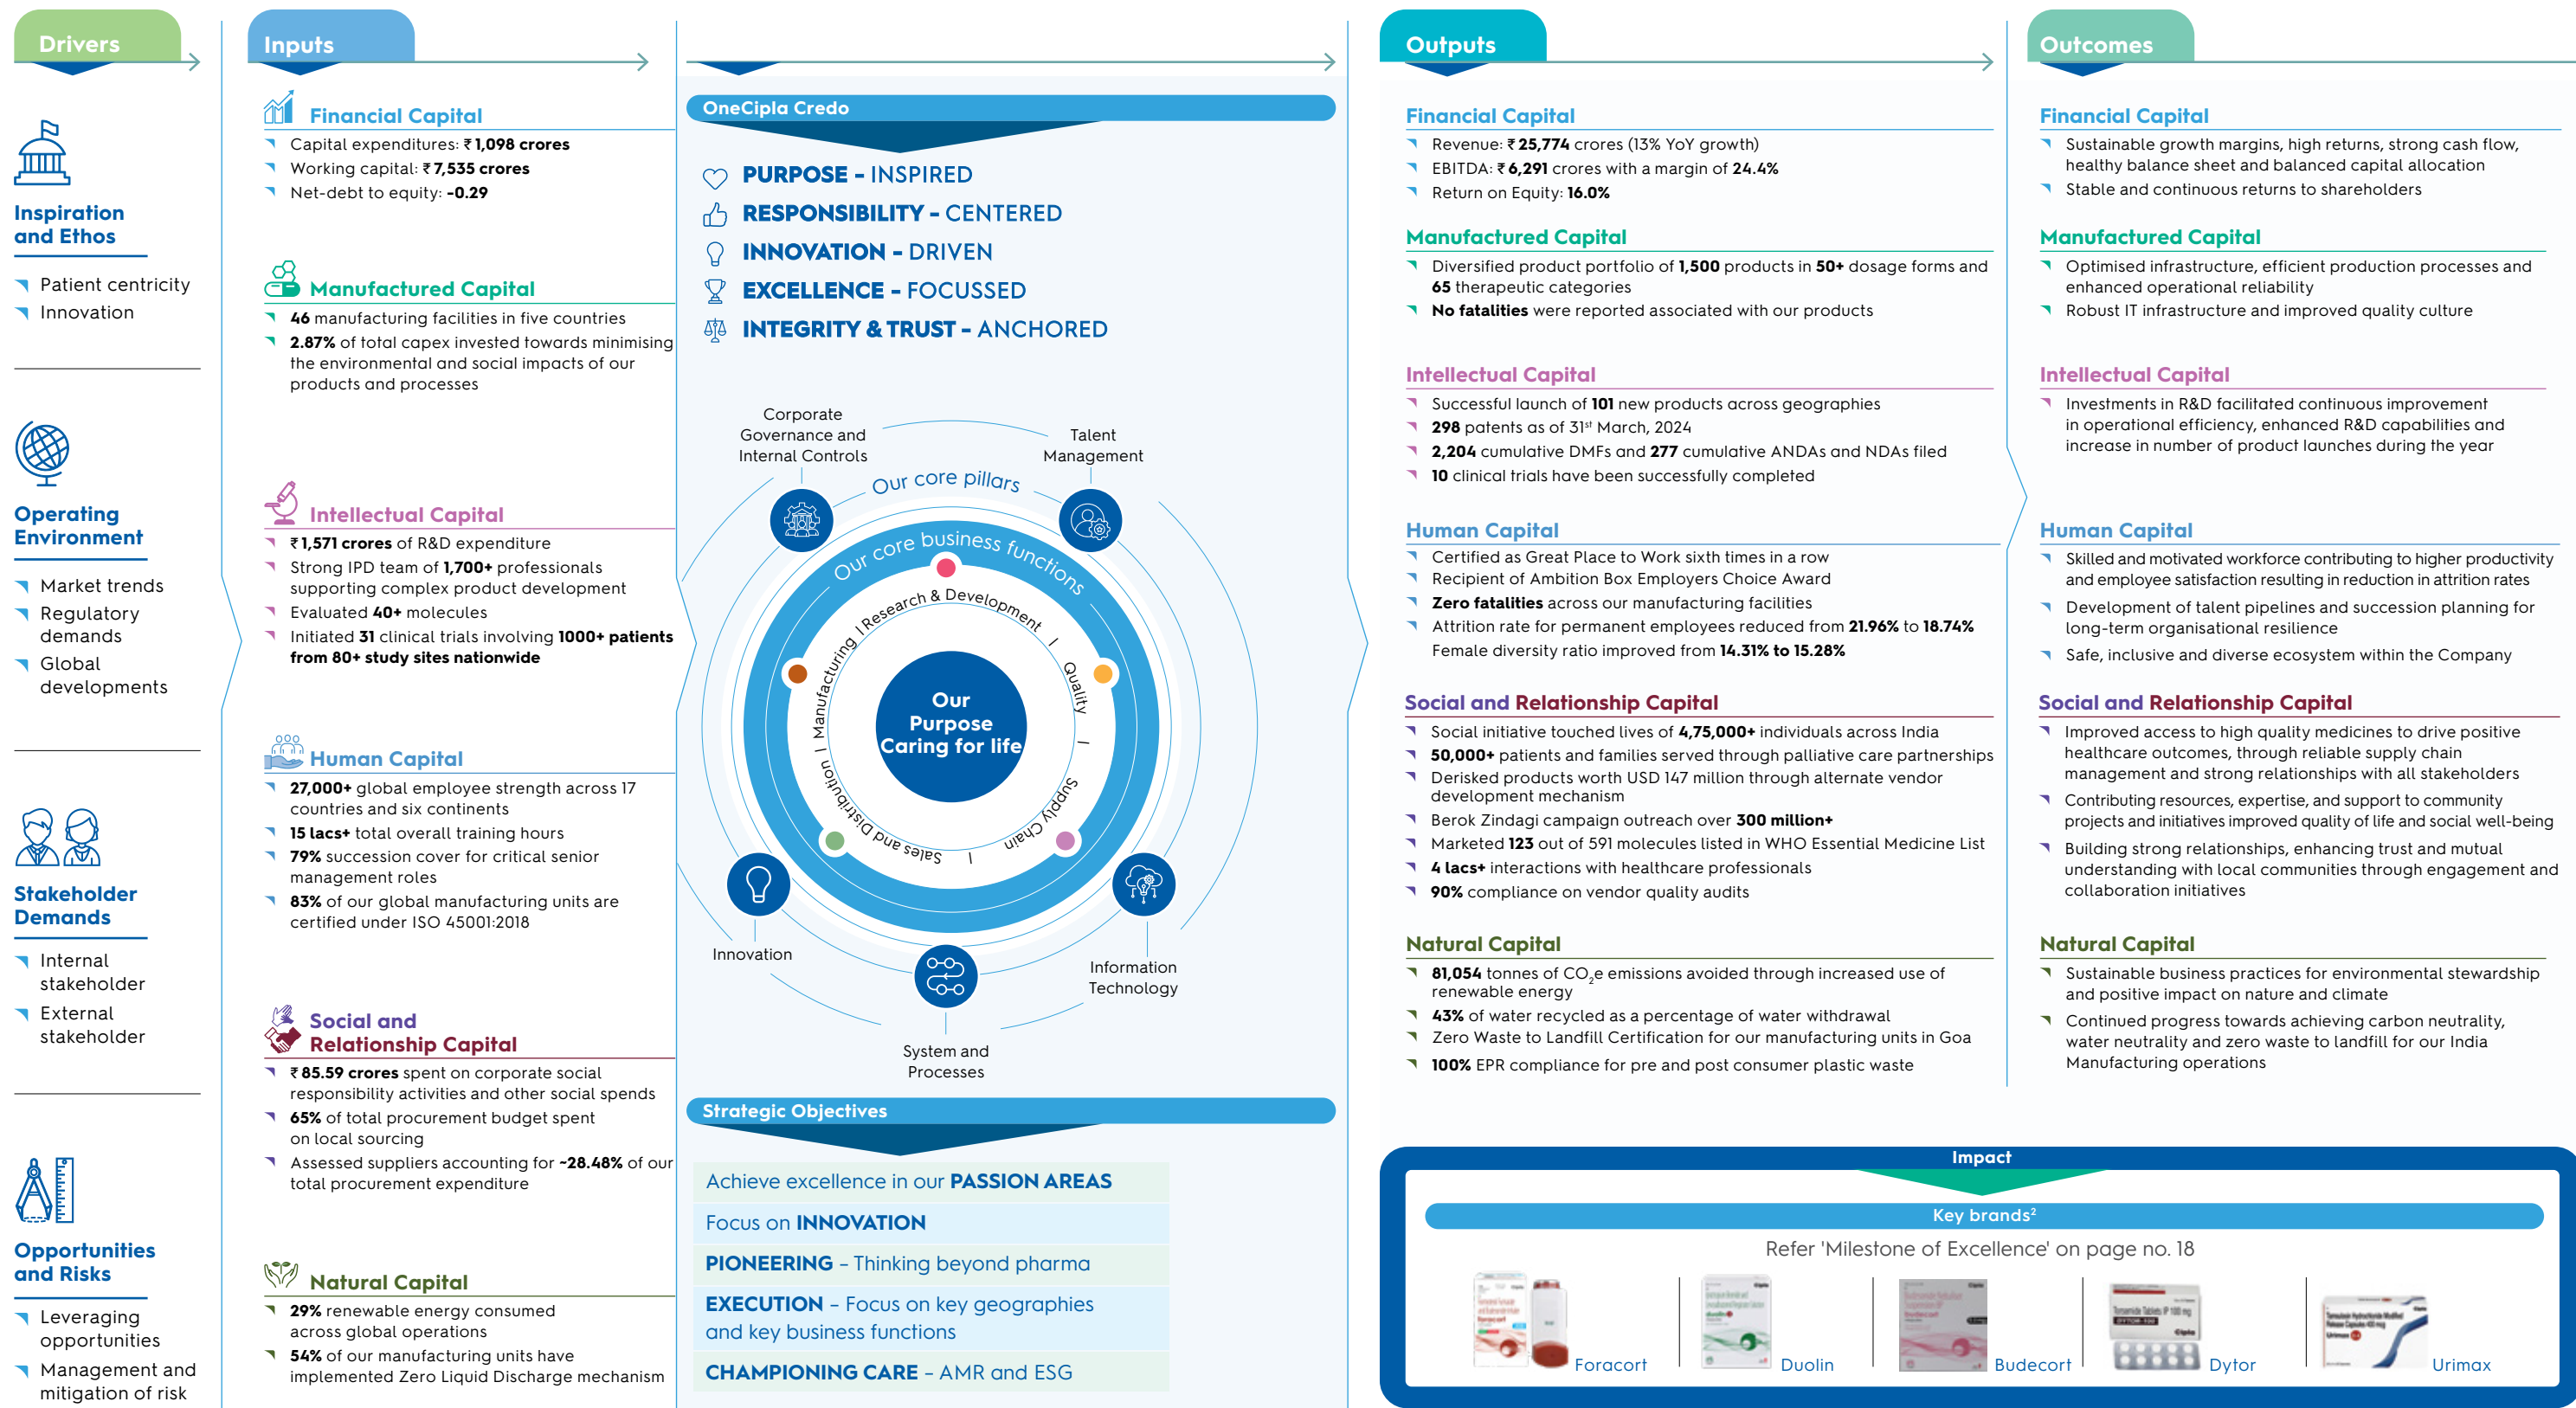 Drivers
Inspiration
and Ethos
Patient centricity
Innovation
Operating
Environment
Market trends
Regulatory
demands
Global
developments
Stakeholder
Demands
Internal
stakeholder
External
stakeholder
Opportunities
and Risks
Leveraging
opportunities
Management and
mitigation of risk
Inputs
Financial Capital
Capital expenditures: ₹ 1,098 crores
Working capital: ₹ 7,535 crores
Net-debt to equity: -0.29
Manufactured Capital
46 manufacturing facilities in five countries
2.87% of total capex invested towards minimising
the environmental and social impacts of our
products and processes
Intellectual Capital
₹ 1,571 crores of R&D expenditure
Strong IPD team of 1,700+ professionals
supporting complex product development
Evaluated 40+ molecules
Initiated 31 clinical trials involving 1000+ patients
from 80+ study sites nationwide
Human Capital
27,000+ global employee strength across 17
countries and six continents
15 lacs+ total overall training hours
79% succession cover for critical senior
management roles
83% of our global manufacturing units are
certified under ISO 45001:2018
Social and
Relationship Capital
₹ 85.59 crores spent on corporate social
responsibility activities and other social spends
65% of total procurement budget spent
on local sourcing
Assessed suppliers accounting for ~28.48% of our
total procurement expenditure
Natural Capital
29% renewable energy consumed
across global operations
54% of our manufacturing units have
implemented Zero Liquid Discharge mechanism
OneCipla Credo
PURPOSE - INSPIRED
RESPONSIBILITY - CENTERED
INNOVATION - DRIVEN
EXCELLENCE - FOCUSSED
INTEGRITY & TRUST - ANCHORED
Corporate
Governance and
Internal Controls
Talent
Management
Our core pillars
Our core business functions
Research & Development |
Quality |
Supply Chain |
Sales and Distribution |
Manufacturing |
Our
Purpose
Caring for life
Innovation
Information
Technology
System and
Processes
Strategic Objectives
Achieve excellence in our PASSION AREAS
Focus on INNOVATION
PIONEERING – Thinking beyond pharma
EXECUTION – Focus on key geographies
and key business functions
CHAMPIONING CARE – AMR and ESG
Outputs
Financial Capital
Revenue: ₹ 25,774 crores (13% YoY growth)
EBITDA: ₹ 6,291 crores with a margin of 24.4%
Return on Equity: 16.0%
Manufactured Capital
Diversified product portfolio of 1,500 products in 50+ dosage forms and
65 therapeutic categories
No fatalities were reported associated with our products
Intellectual Capital
Successful launch of 101 new products across geographies
298 patents as of 31st March, 2024
2,204 cumulative DMFs and 277 cumulative ANDAs and NDAs filed
10 clinical trials have been successfully completed
Human Capital
Certified as Great Place to Work sixth times in a row
Recipient of Ambition Box Employers Choice Award
Zero fatalities across our manufacturing facilities
Attrition rate for permanent employees reduced from 21.96% to 18.74%
Female diversity ratio improved from 14.31% to 15.28%
Social and Relationship Capital
Social initiative touched lives of 4,75,000+ individuals across India
50,000+ patients and families served through palliative care partnerships
Derisked products worth USD 147 million through alternate vendor
development mechanism
Berok Zindagi campaign outreach over 300 million+
Marketed 123 out of 591 molecules listed in WHO Essential Medicine List
4 lacs+ interactions with healthcare professionals
90% compliance on vendor quality audits
Natural Capital
81,054 tonnes of CO2e emissions avoided through increased use of
renewable energy
43% of water recycled as a percentage of water withdrawal
Zero Waste to Landfill Certification for our manufacturing units in Goa
100% EPR compliance for pre and post consumer plastic waste
Outcomes
Financial Capital
Sustainable growth margins, high returns, strong cash flow,
healthy balance sheet and balanced capital allocation
Stable and continuous returns to shareholders
Manufactured Capital
Optimised infrastructure, efficient production processes and
enhanced operational reliability
Robust IT infrastructure and improved quality culture
Intellectual Capital
Investments in R&D facilitated continuous improvement
in operational efficiency, enhanced R&D capabilities and
increase in number of product launches during the year
Human Capital
Skilled and motivated workforce contributing to higher productivity
and employee satisfaction resulting in reduction in attrition rates
Development of talent pipelines and succession planning for
long-term organisational resilience
Safe, inclusive and diverse ecosystem within the Company
Social and Relationship Capital
Improved access to high quality medicines to drive positive
healthcare outcomes, through reliable supply chain
management and strong relationships with all stakeholders
Contributing resources, expertise, and support to community
projects and initiatives improved quality of life and social well-being
Building strong relationships, enhancing trust and mutual
understanding with local communities through engagement and
collaboration initiatives
Natural Capital
Sustainable business practices for environmental stewardship
and positive impact on nature and climate
Continued progress towards achieving carbon neutrality,
water neutrality and zero waste to landfill for our India
Manufacturing operations
Impact
Key brands2
Refer 'Milestone of Excellence' on page no. 18
Foracort
Duolin
Budecort
Torsemide Tablets IP 100 mg
DYTOR-100
Cipla
Dytor
Urimax
Urimax